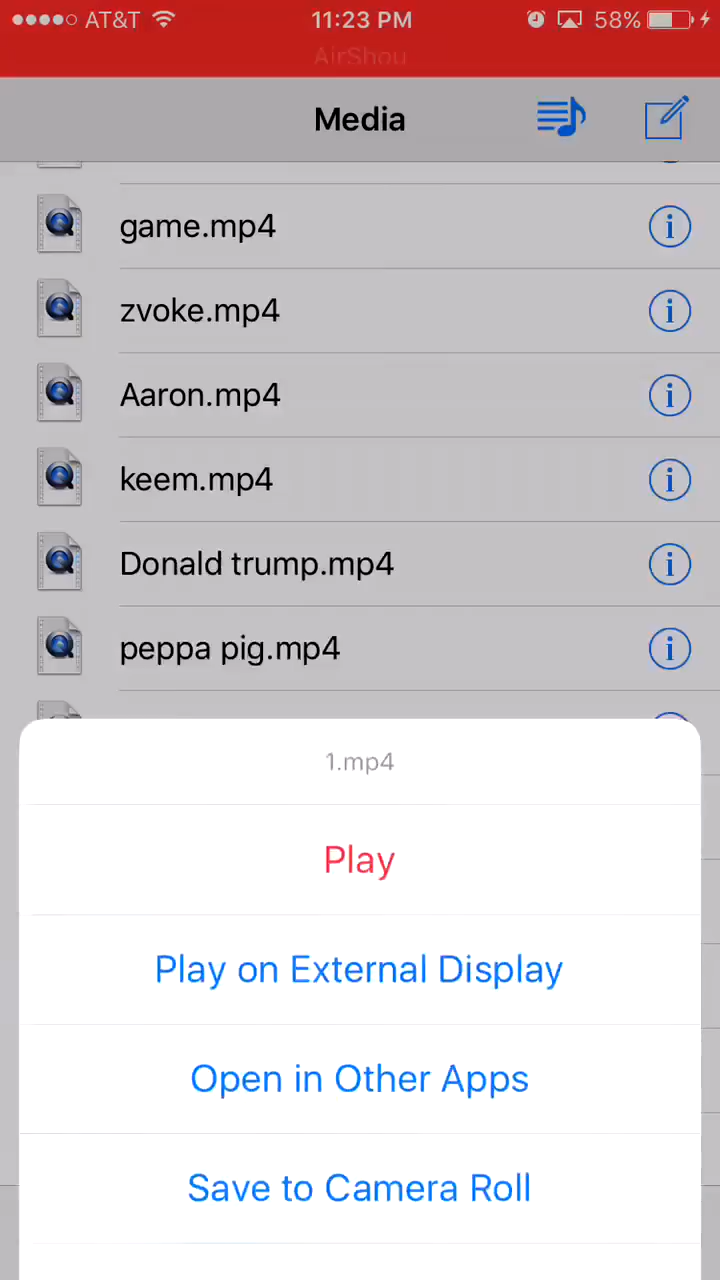 AT&T 11:23 PM 58%
AirShou
Media
game.mp4
zvoke.mp4
Aaron.mp4
keem.mp4
Donald trump.mp4
peppa pig.mp4
1.mp4
Play
Play on External Display
Open in Other Apps
Save to Camera Roll